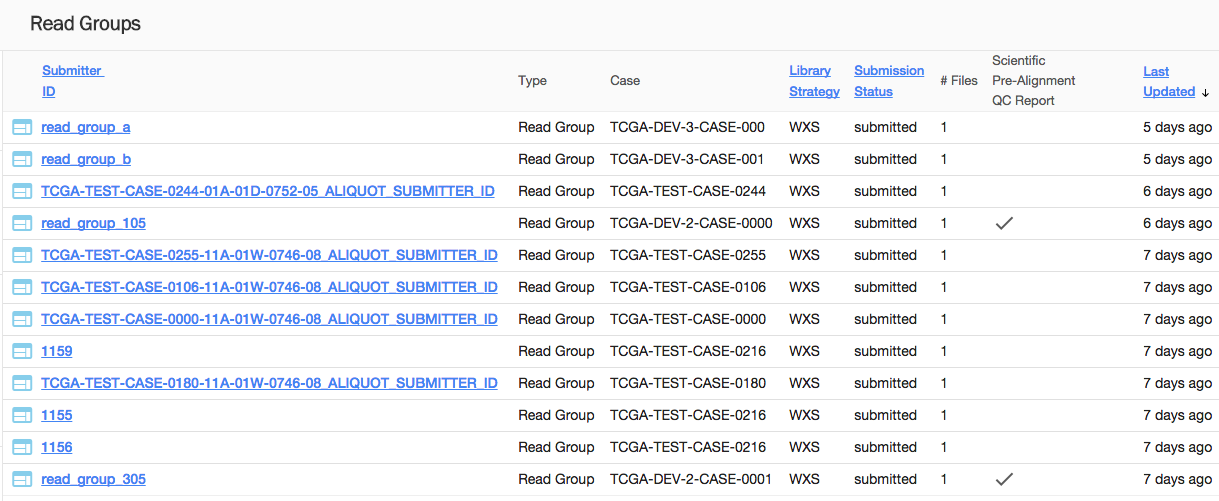 Read Groups
Submitter ID Type Case Library Strategy Submission Status # Files Scientific Pre-Alignment QC Report Last Updated ↓
read_group_a Read Group TCGA-DEV-3-CASE-000 WXS submitted 1 5 days ago
read_group_b Read Group TCGA-DEV-3-CASE-001 WXS submitted 1 5 days ago
TCGA-TEST-CASE-0244-01A-01D-0752-05_ALIQUOT_SUBMITTER_ID Read Group TCGA-TEST-CASE-0244 WXS submitted 1 6 days ago
read_group_105 Read Group TCGA-DEV-2-CASE-0000 WXS submitted 1 ✓ 6 days ago
TCGA-TEST-CASE-0255-11A-01W-0746-08_ALIQUOT_SUBMITTER_ID Read Group TCGA-TEST-CASE-0255 WXS submitted 1 7 days ago
TCGA-TEST-CASE-0106-11A-01W-0746-08_ALIQUOT_SUBMITTER_ID Read Group TCGA-TEST-CASE-0106 WXS submitted 1 7 days ago
TCGA-TEST-CASE-0000-11A-01W-0746-08_ALIQUOT_SUBMITTER_ID Read Group TCGA-TEST-CASE-0000 WXS submitted 1 7 days ago
1159 Read Group TCGA-TEST-CASE-0216 WXS submitted 1 7 days ago
TCGA-TEST-CASE-0180-11A-01W-0746-08_ALIQUOT_SUBMITTER_ID Read Group TCGA-TEST-CASE-0180 WXS submitted 1 7 days ago
1155 Read Group TCGA-TEST-CASE-0216 WXS submitted 1 7 days ago
1156 Read Group TCGA-TEST-CASE-0216 WXS submitted 1 7 days ago
read_group_305 Read Group TCGA-DEV-2-CASE-0001 WXS submitted 1 ✓ 7 days ago